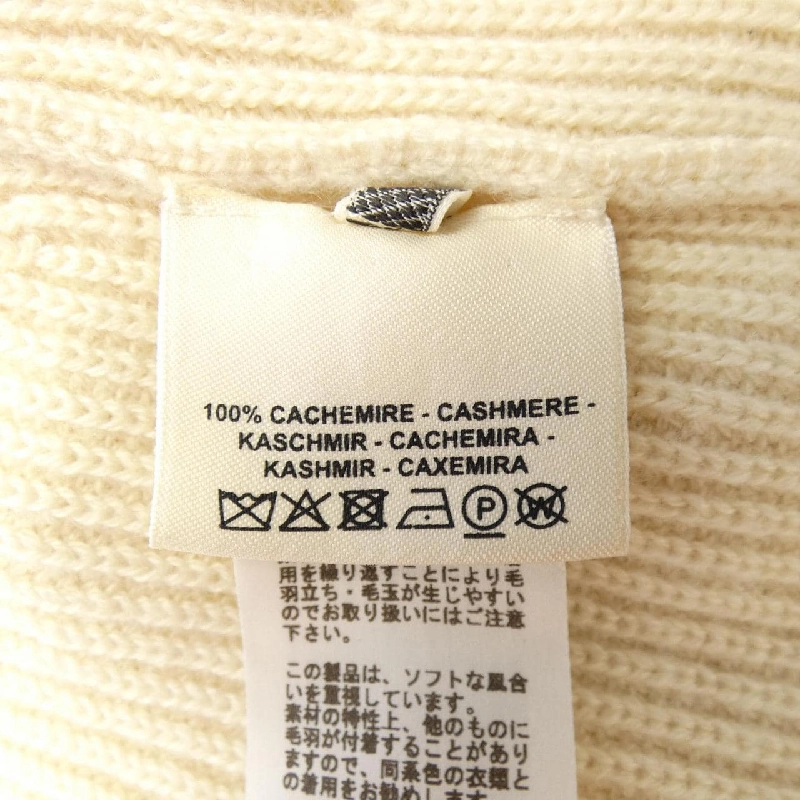 100% CACHEMIRE - CASHMERE -
KASCHMIR - CACHEMIRA -
KASHMIR - CAXEMIRA
P W
用を繰り返すことにより毛
羽立ち・毛玉が生じやすい
のでお取り扱いにはご注意
下さい。
この製品は、ソフトな風合
いを重視しています。
素材の特性上、他のものに
毛羽が付着することがあり
ますので、同系色の衣類と
の着用をお勧めします